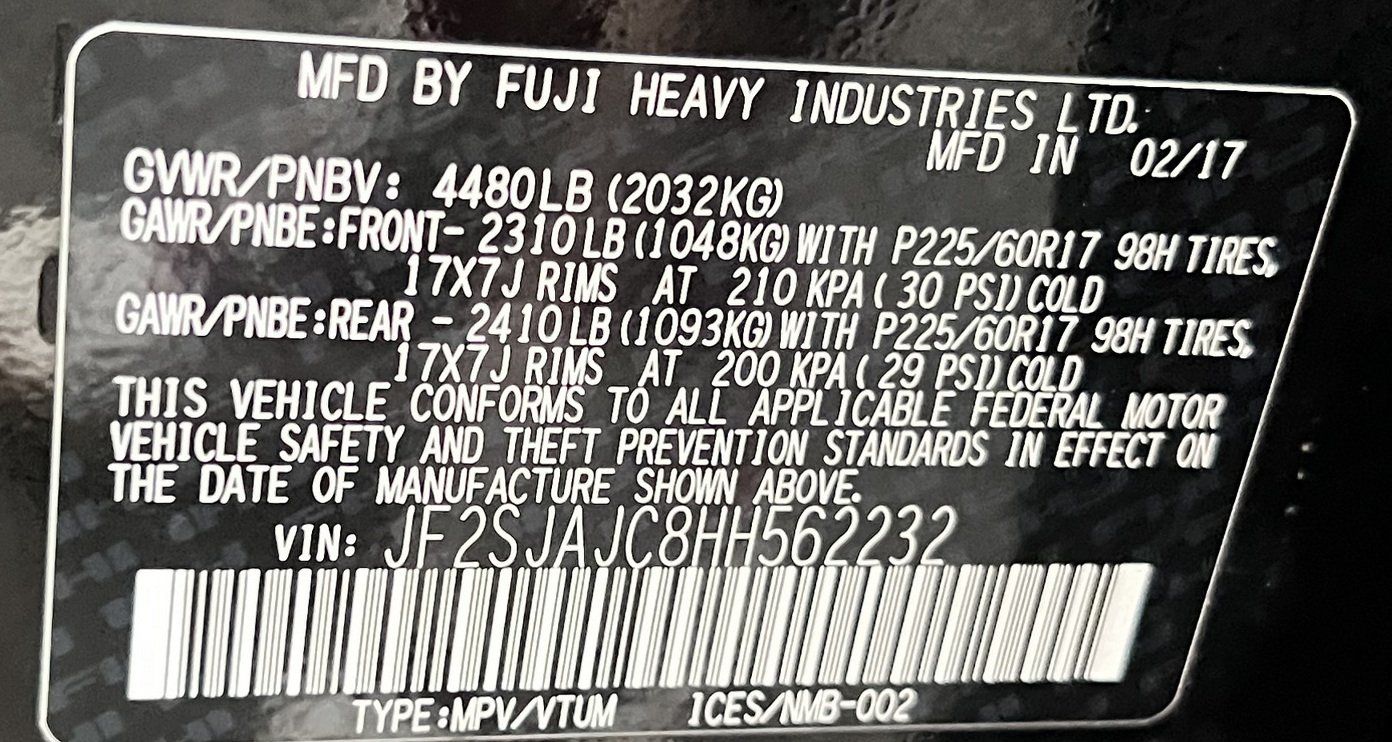 MFD BY FUJI HEAVY INDUSTRIES LTD.
MFD IN 02/17
GVWR/PNBV: 4480LB (2032KG)
GAWR/PNBE:FRONT- 2310LB (1048KG) WITH P225/60R17 98H TIRES,
17X7J RIMS AT 210 KPA ( 30 PSI) COLD
GAWR/PNBE:REAR - 2410LB (1093KG) WITH P225/60R17 98H TIRES,
17X7J RIMS AT 200 KPA ( 29 PSI) COLD
THIS VEHICLE CONFORMS TO ALL APPLICABLE FEDERAL MOTOR
VEHICLE SAFETY AND THEFT PREVENTION STANDARDS IN EFFECT ON
THE DATE OF MANUFACTURE SHOWN ABOVE.
VIN: JF2SJAJC8HH562232
TYPE:MPV/VTUM ICES/NMB-002